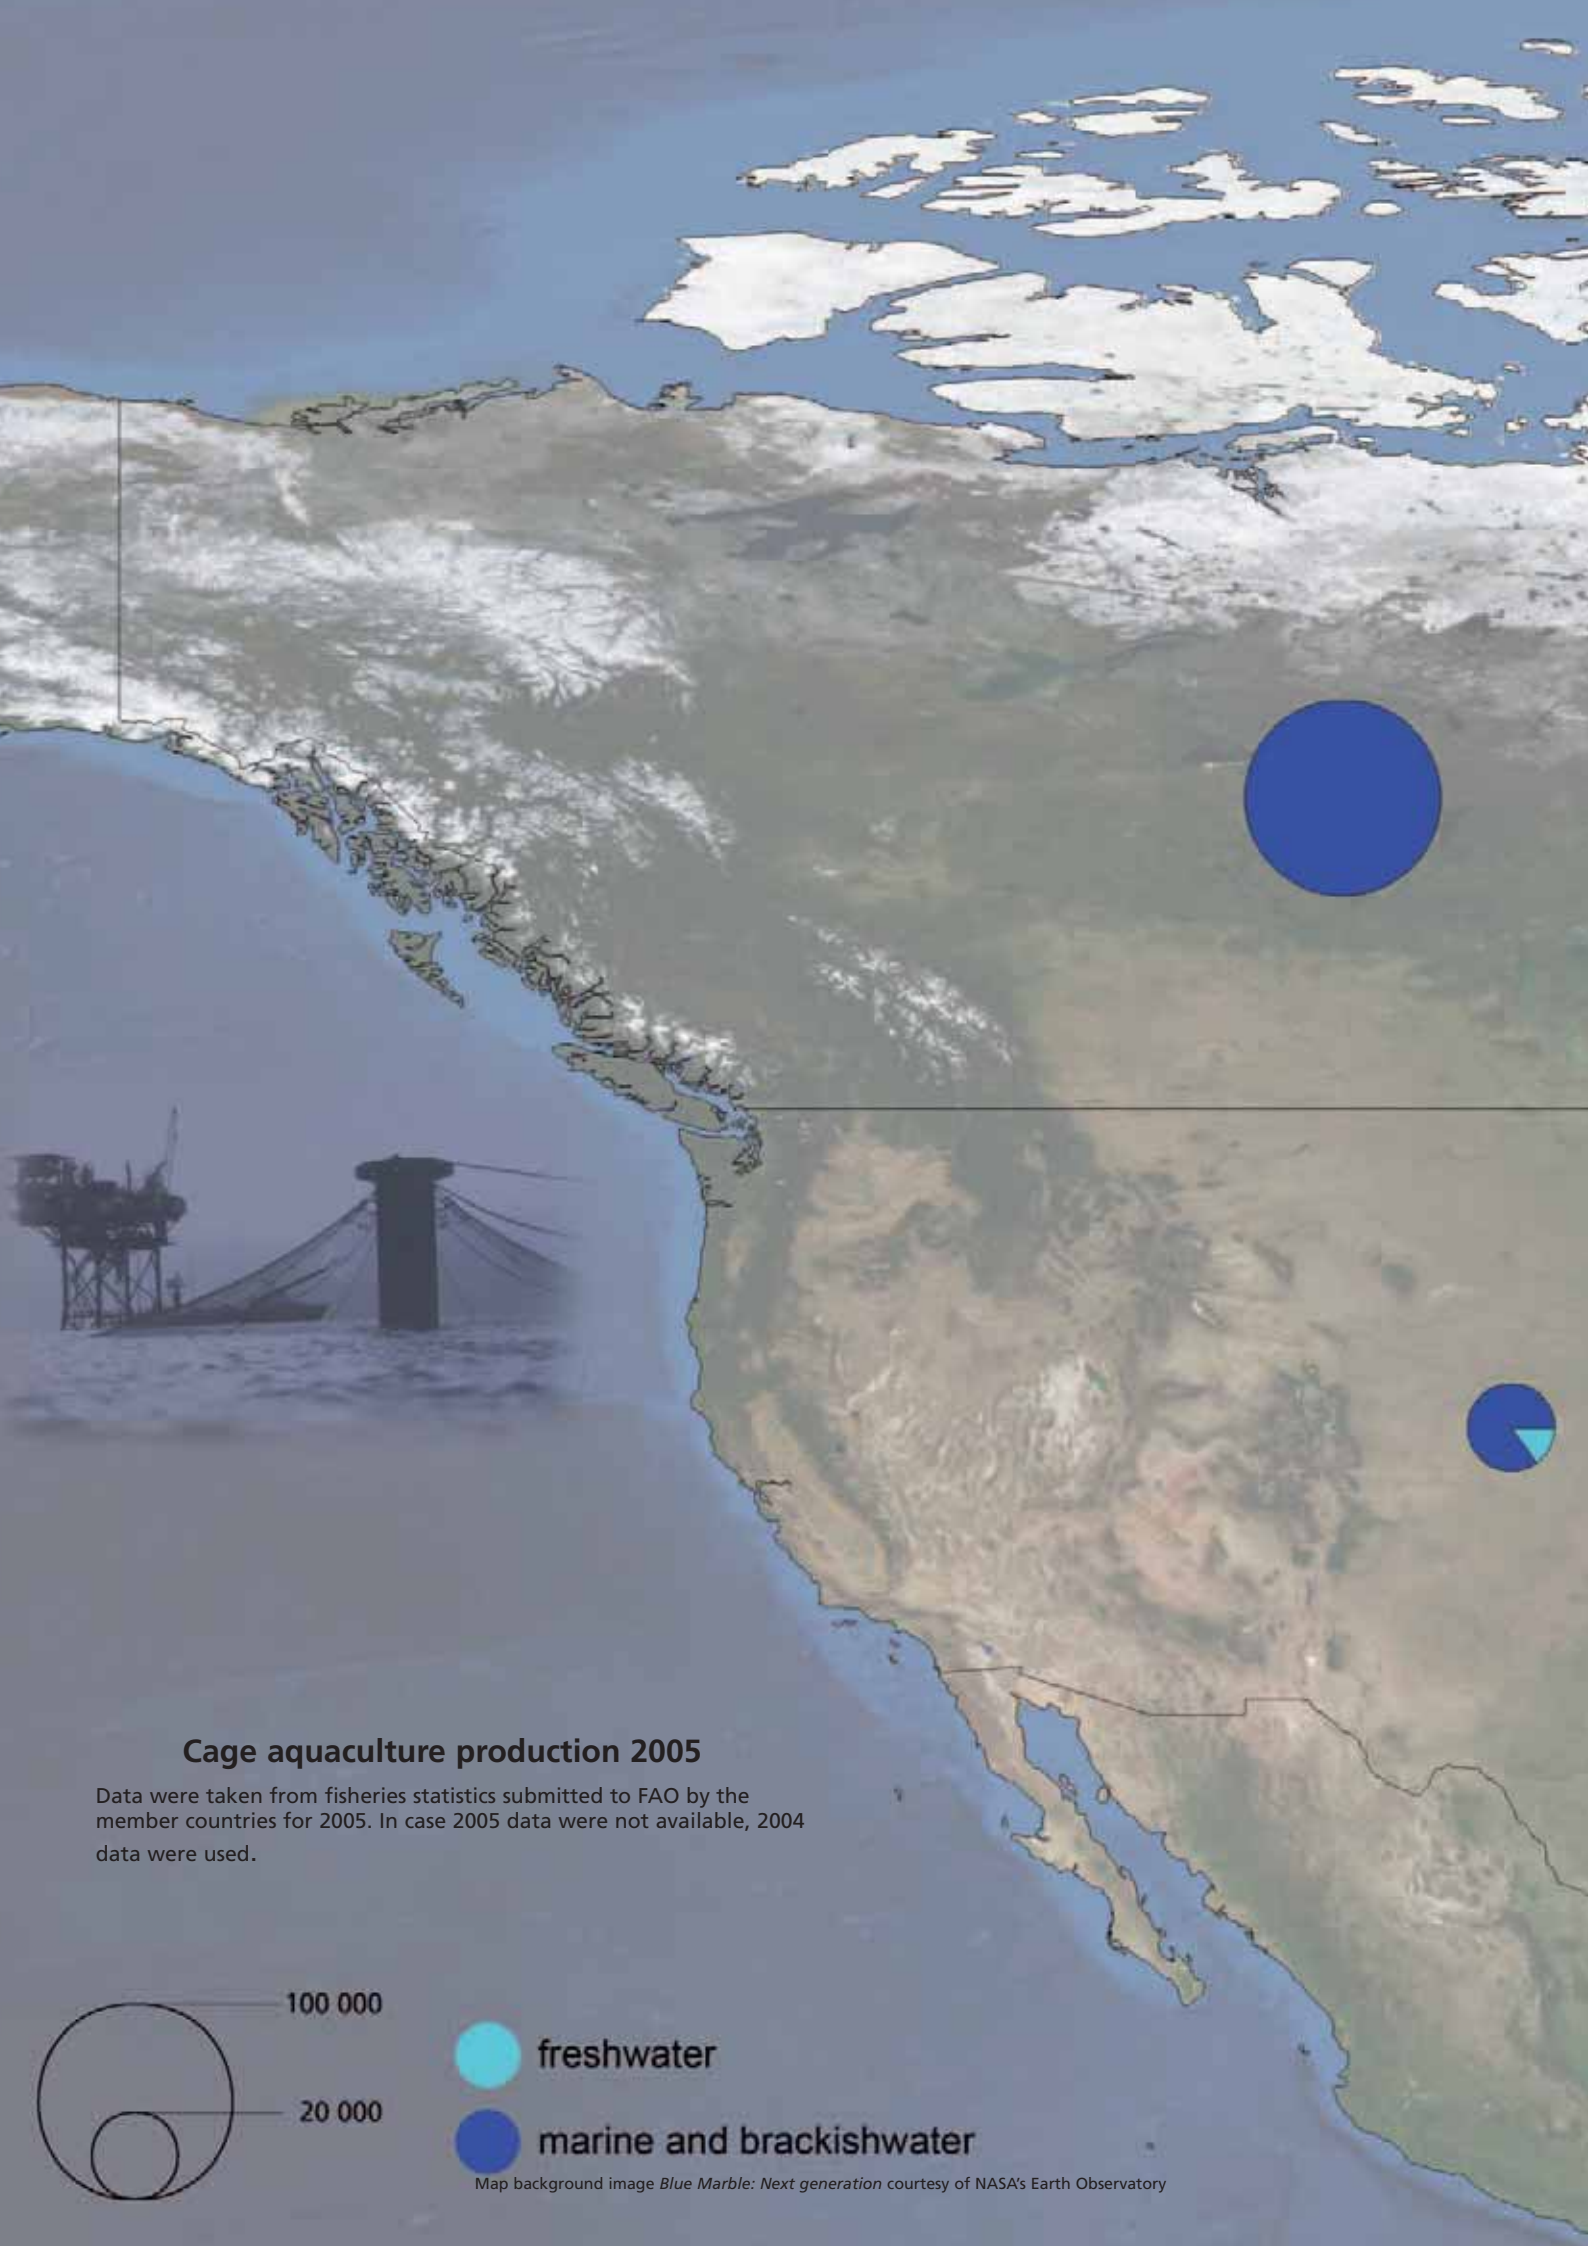 Cage aquaculture production 2005
Data were taken from fisheries statistics submitted to FAO by the
member countries for 2005. In case 2005 data were not available, 2004
data were used.
100 000
20 000
freshwater
marine and brackishwater
Map background image Blue Marble: Next generation courtesy of NASA's Earth Observatory